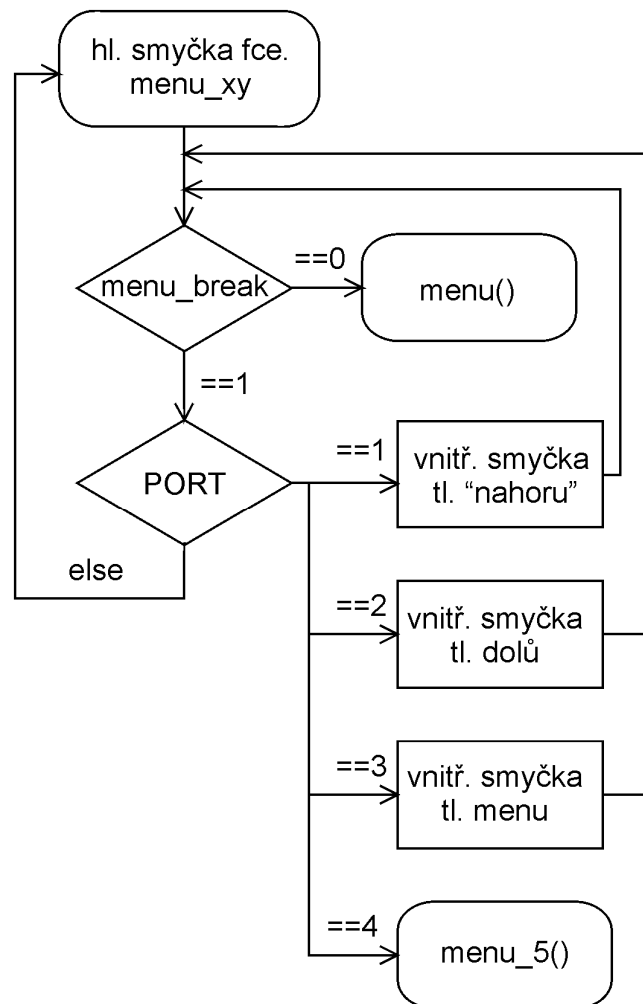 hl. smyčka fce.
menu_xy
==0
menu_break
menu()
==1
==1
vnitř. smyčka
tl. “nahoru”
PORT
else
==2
vnitř. smyčka
tl. dolů
==3
vnitř. smyčka
tl. menu
==4
menu_5()